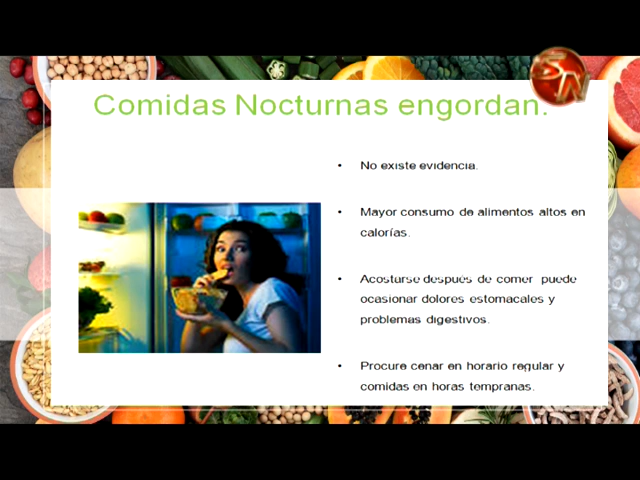 SN
Comidas Nocturnas engordan.
• No existe evidencia.
• Mayor consumo de alimentos altos en
calorías.
• Acostarse después de comer puede
ocasionar dolores estomacales y
problemas digestivos.
• Procure cenar en horario regular y
comidas en horas tempranas.